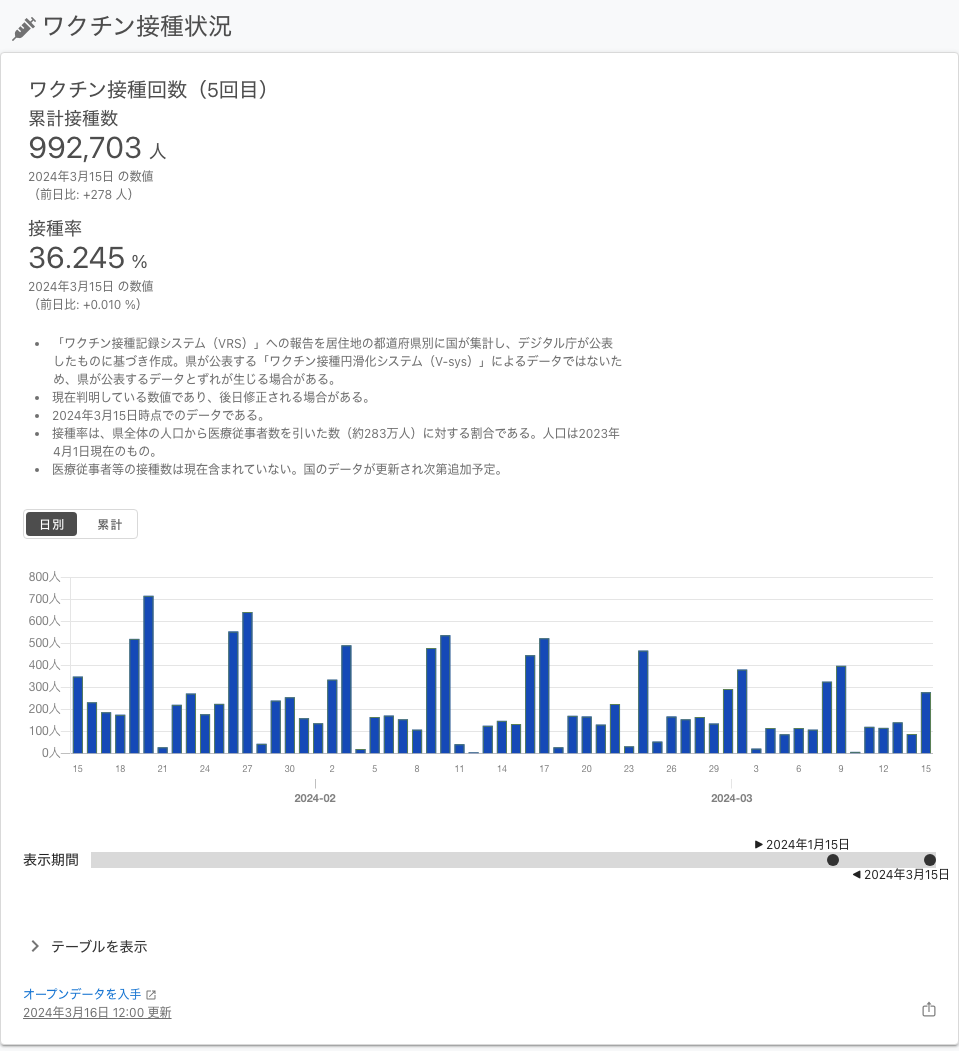 ワクチン接種状況
ワクチン接種回数（5回目）
累計接種数
992,703 人
2024年3月15日 の数値
（前日比: +278 人）
接種率
36.245 %
2024年3月15日 の数値
（前日比: +0.010 %）
• 「ワクチン接種記録システム（VRS）」への報告を居住地の都道府県別に国が集計し、デジタル庁が公表
したものに基づき作成。県が公表する「ワクチン接種円滑化システム（V-sys）」によるデータではないた
め、県が公表するデータとずれが生じる場合がある。
• 現在判明している数値であり、後日修正される場合がある。
• 2024年3月15日時点でのデータである。
• 接種率は、県全体の人口から医療従事者数を引いた数（約283万人）に対する割合である。人口は2023年
4月1日現在のもの。
• 医療従事者等の接種数は現在含まれていない。国のデータが更新され次第追加予定。
日別 累計
800人
700人
600人
500人
400人
300人
200人
100人
0人
15 18 21 24 27 30 2 5 8 11 14 17 20 23 26 29 3 6 9 12 15
2024-02 2024-03
2024年1月15日
表示期間
2024年3月15日
テーブルを表示
オープンデータを入手
2024年3月16日 12:00 更新